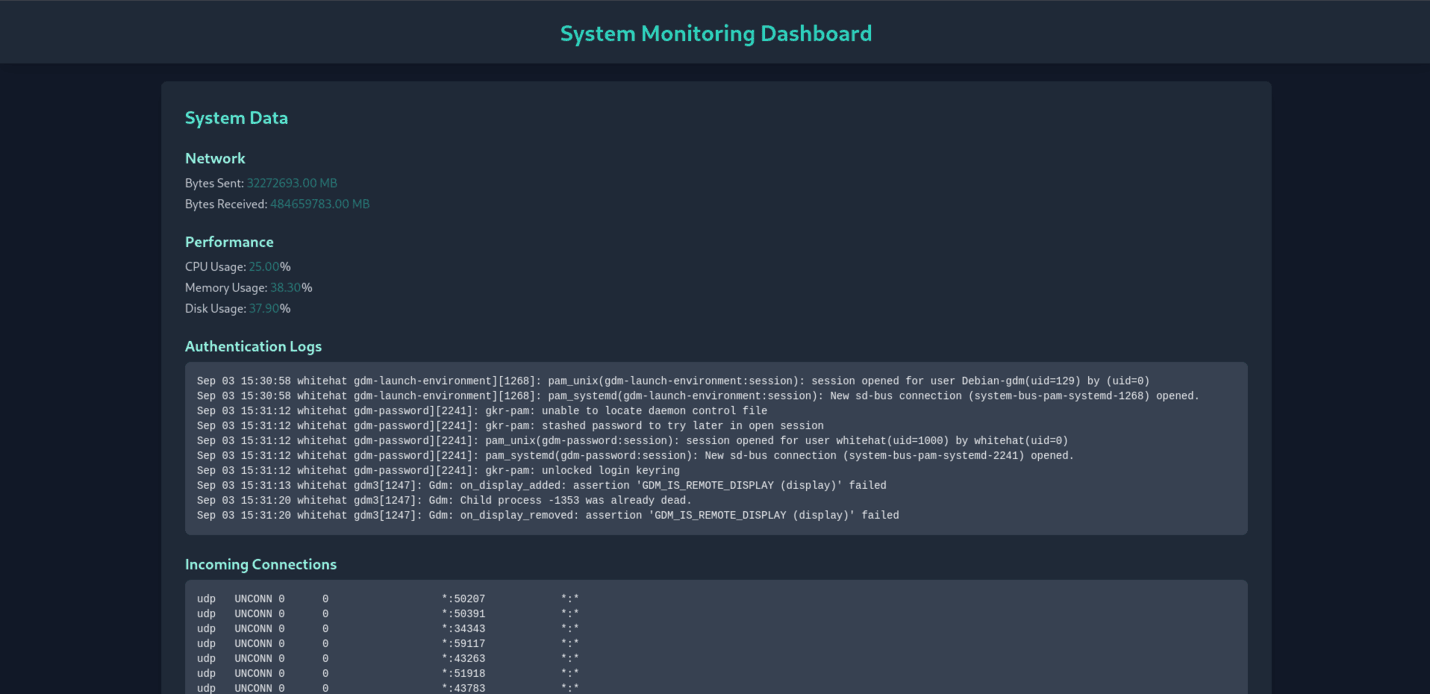 System Monitoring Dashboard
System Data
Network
Bytes Sent: 32272693.00 MB
Bytes Received: 484659783.00 MB
Performance
CPU Usage: 25.00%
Memory Usage: 38.30%
Disk Usage: 37.90%
Authentication Logs
Sep 03 15:30:58 whitehat gdm-launch-environment][1268]: pam_unix(gdm-launch-environment:session): session opened for user Debian-gdm(uid=129) by (uid=0)
Sep 03 15:30:58 whitehat gdm-launch-environment][1268]: pam_systemd(gdm-launch-environment:session): New sd-bus connection (system-bus-pam-systemd-1268) opened.
Sep 03 15:31:12 whitehat gdm-password][2241]: gkr-pam: unable to locate daemon control file
Sep 03 15:31:12 whitehat gdm-password][2241]: gkr-pam: stashed password to try later in open session
Sep 03 15:31:12 whitehat gdm-password][2241]: pam_unix(gdm-password:session): session opened for user whitehat(uid=1000) by whitehat(uid=0)
Sep 03 15:31:12 whitehat gdm-password][2241]: pam_systemd(gdm-password:session): New sd-bus connection (system-bus-pam-systemd-2241) opened.
Sep 03 15:31:12 whitehat gdm-password][2241]: gkr-pam: unlocked login keyring
Sep 03 15:31:13 whitehat gdm3[1247]: Gdm: on_display_added: assertion 'GDM_IS_REMOTE_DISPLAY (display)' failed
Sep 03 15:31:20 whitehat gdm3[1247]: Gdm: Child process -1353 was already dead.
Sep 03 15:31:20 whitehat gdm3[1247]: Gdm: on_display_removed: assertion 'GDM_IS_REMOTE_DISPLAY (display)' failed
Incoming Connections
udp UNCONN 0 0 *:50207 *:*
udp UNCONN 0 0 *:50391 *:*
udp UNCONN 0 0 *:34343 *:*
udp UNCONN 0 0 *:59117 *:*
udp UNCONN 0 0 *:43263 *:*
udp UNCONN 0 0 *:51918 *:*
udp UNCONN 0 0 *:43783 *:*